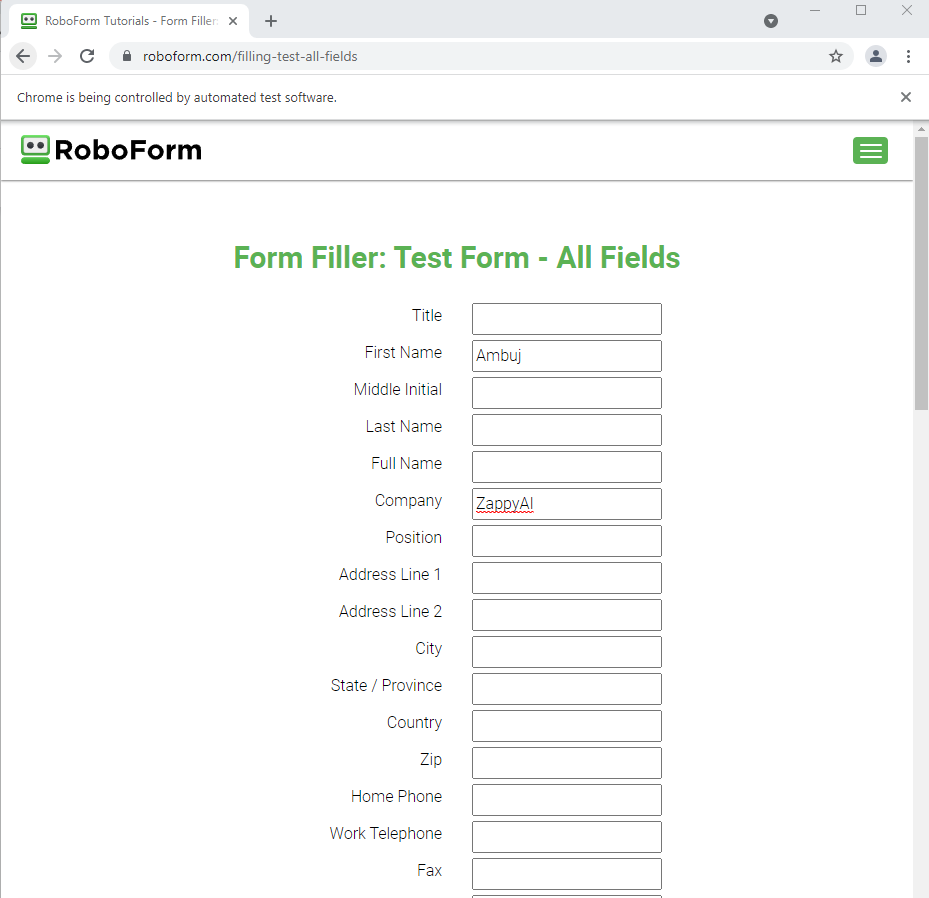 RoboForm Tutorials - Form Filler:
roboform.com/filling-test-all-fields
Chrome is being controlled by automated test software.
RoboForm
Form Filler: Test Form - All Fields
Title
First Name Ambuj
Middle Initial
Last Name
Full Name
Company ZappyAI
Position
Address Line 1
Address Line 2
City
State / Province
Country
Zip
Home Phone
Work Telephone
Fax